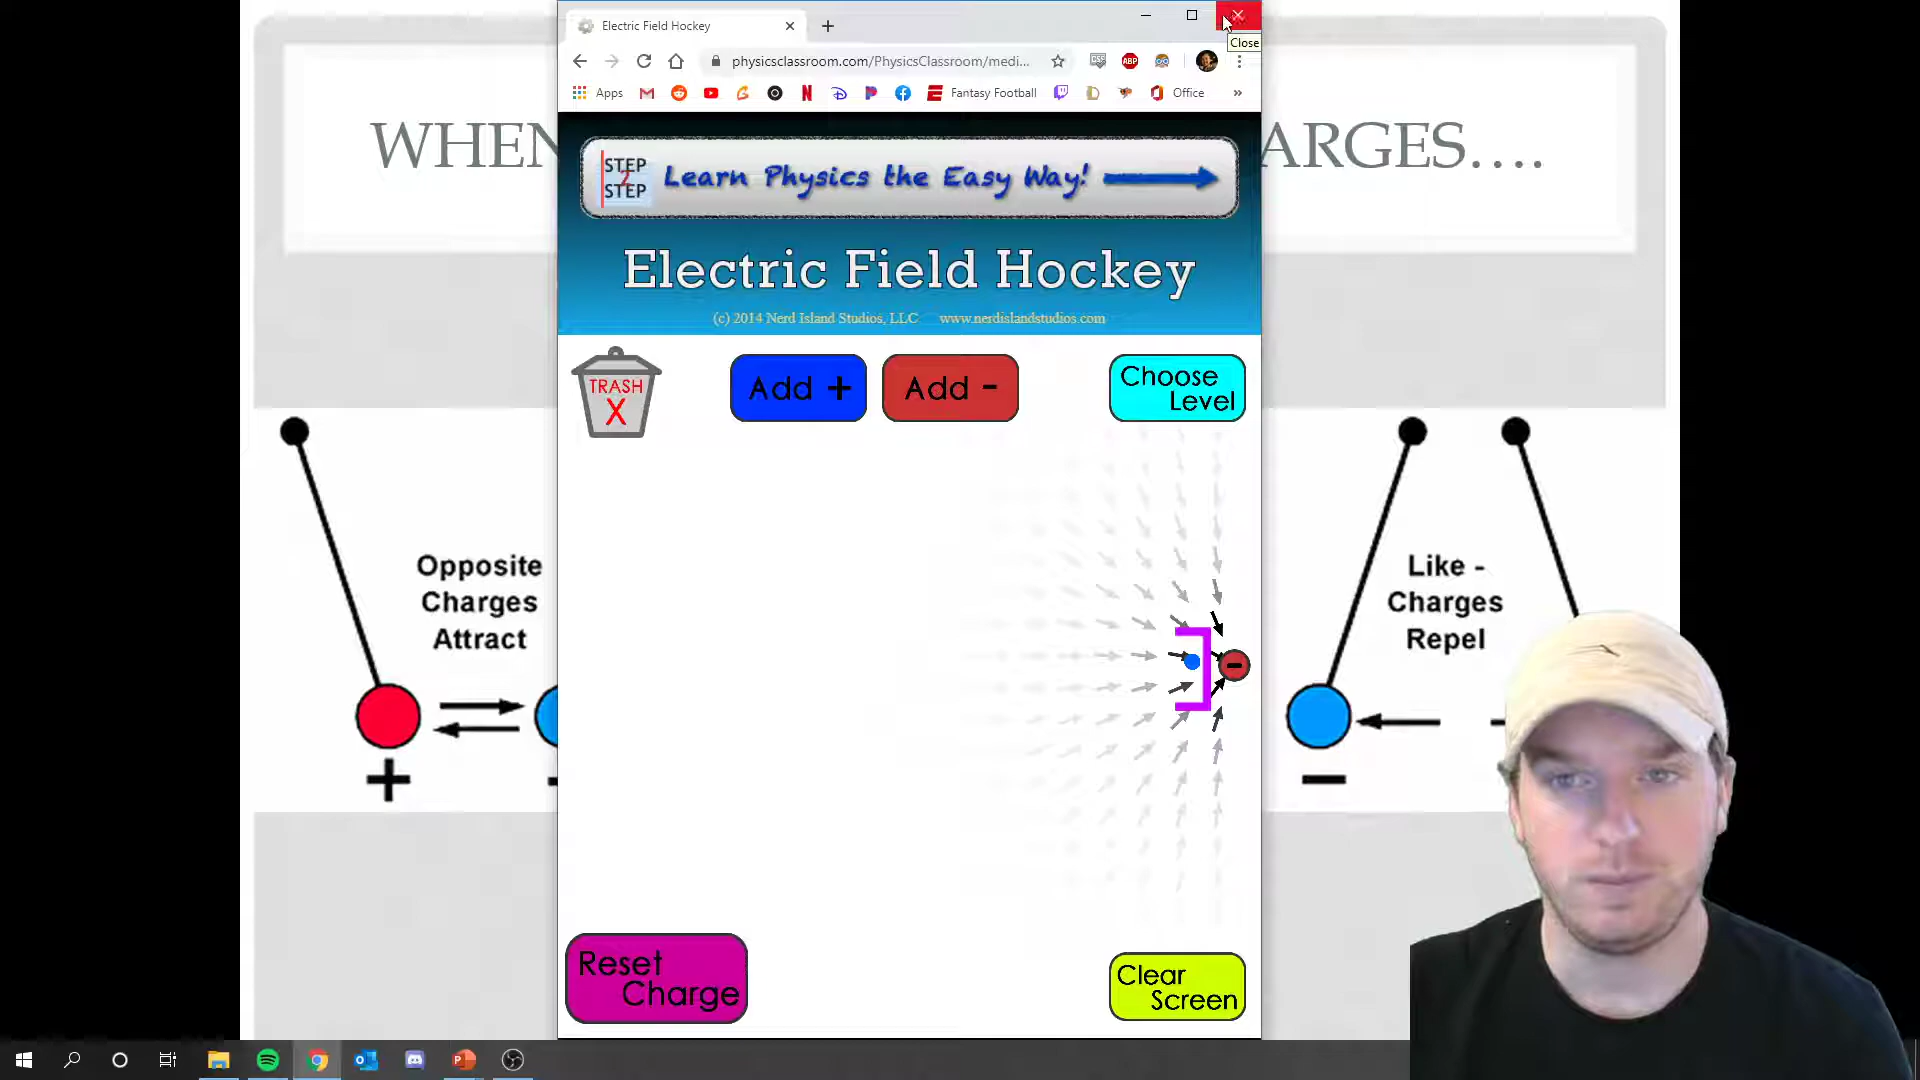 Electric Field Hockey
Close
physicsclassroom.com/PhysicsClassroom/medi...
ABP
Apps
Fantasy Football
Office
WHEN
ARGES....
STEP
2
STEP
Learn Physics the Easy Way!
Electric Field Hockey
(c) 2014 Nerd Island Studios, LLC www.nerdislandstudios.com
TRASH
X
Add +
Add -
Choose
Level
Opposite
Charges
Attract
Like -
Charges
Repel
+
-
-
-
Reset
Charge
Clear
Screen